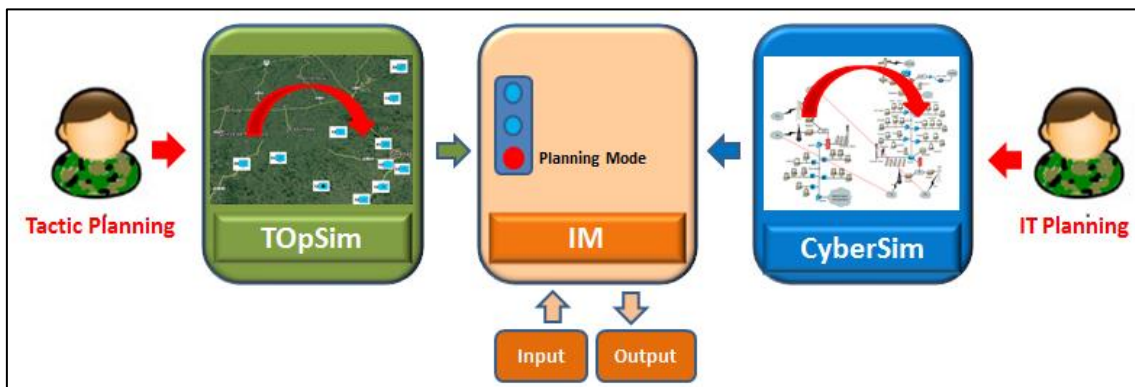 Tactic Planning
TOpSim
Planning Mode
IM
CyberSim
IT Planning
Input
Output